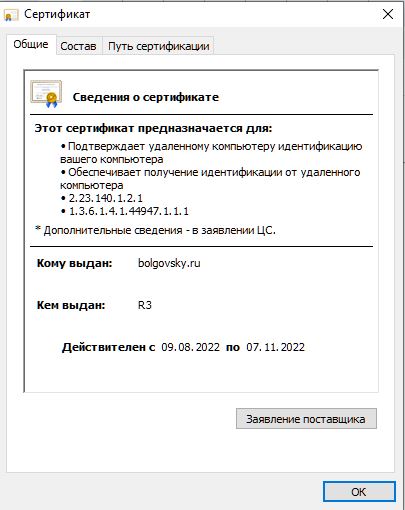 Сертификат
Общие Состав Путь сертификации
Сведения о сертификате
Этот сертификат предназначается для:
• Подтверждает удаленному компьютеру идентификацию
вашего компьютера
• Обеспечивает получение идентификации от удаленного
компьютера
• 2.23.140.1.2.1
• 1.3.6.1.4.1.44947.1.1.1
* Дополнительные сведения - в заявлении ЦС.
Кому выдан: bolgovsky.ru
Кем выдан: R3
Действителен с 09.08.2022 по 07.11.2022
Заявление поставщика
ОК